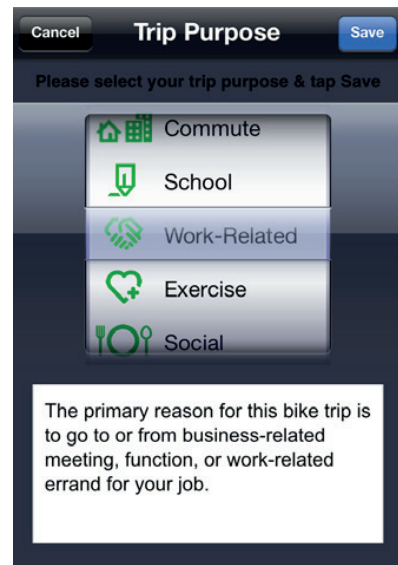 Cancel Trip Purpose Save
Please select your trip purpose & tap Save
Commute
School
Work-Related
Exercise
Social
The primary reason for this bike trip is
to go to or from business-related
meeting, function, or work-related
errand for your job.